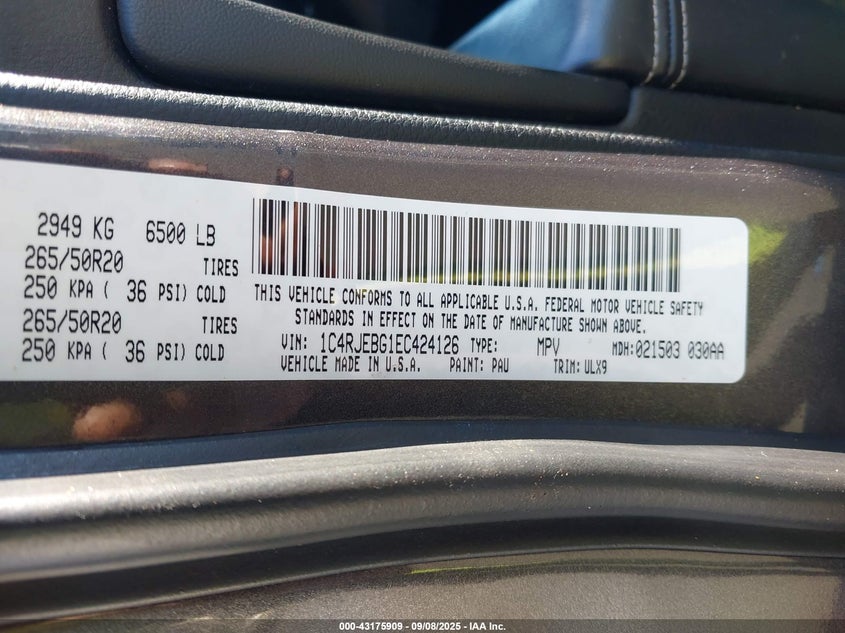 2949 KG 6500 LB
265/50R20 TIRES
250 KPA ( 36 PSI) COLD
265/50R20 TIRES
250 KPA ( 36 PSI) COLD
THIS VEHICLE CONFORMS TO ALL APPLICABLE U.S.A. FEDERAL MOTOR VEHICLE SAFETY
STANDARDS IN EFFECT ON THE DATE OF MANUFACTURE SHOWN ABOVE.
VIN: 1C4RJEBG1EC424126 TYPE: MPV MDH:021503 030AA
VEHICLE MADE IN U.S.A. PAINT: PAU TRIM: ULX9
000-43175909 - 09/08/2025 - IAA Inc.